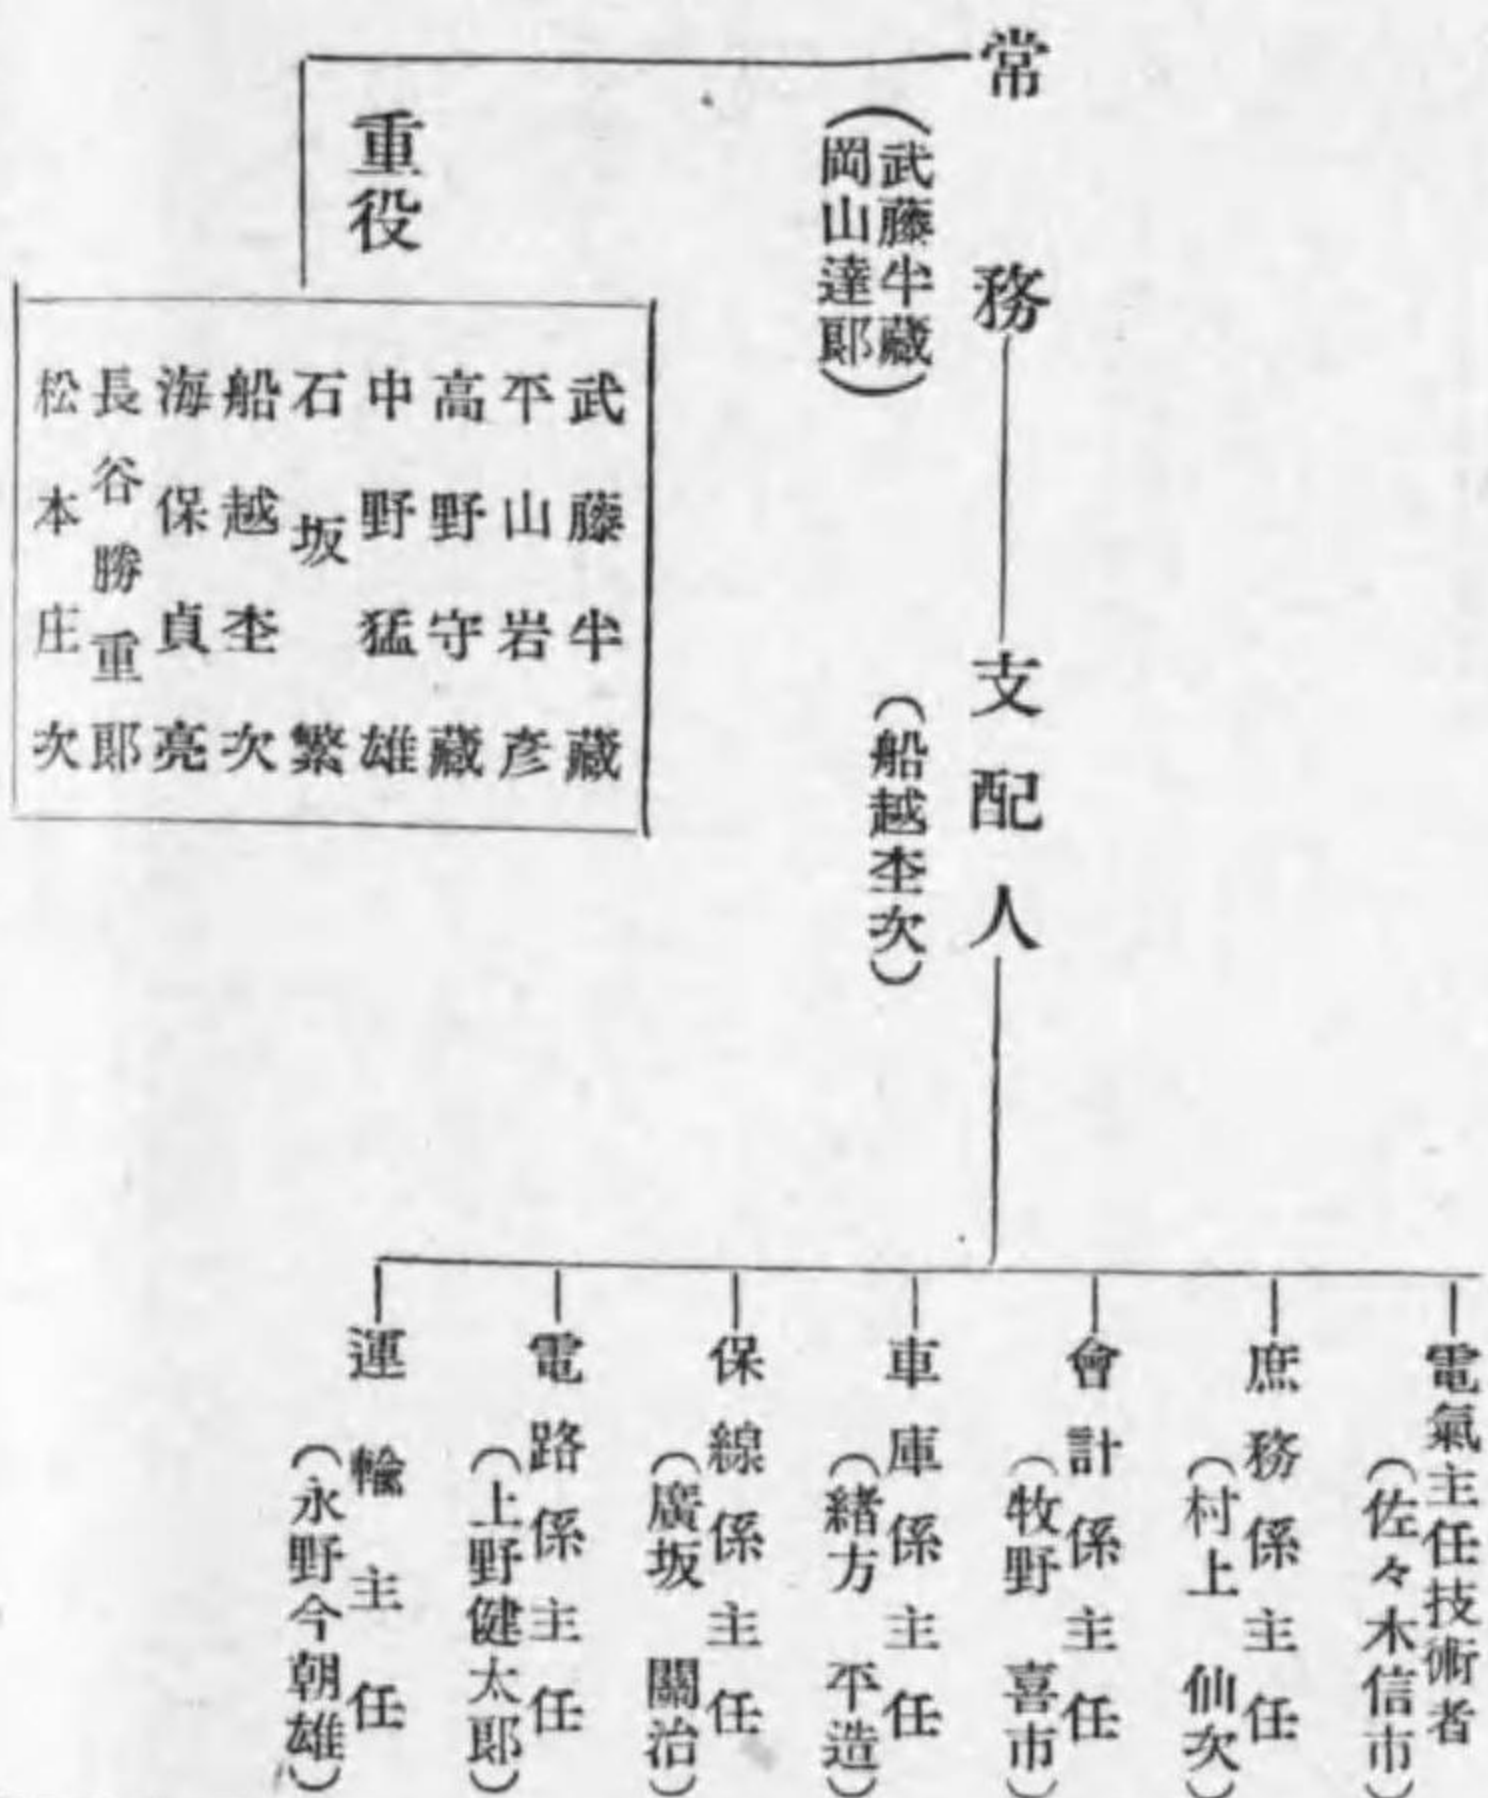 常務
(武藤半藏
岡山達郎)
重役
武藤半藏
平山岩彦
高野守藏
中野猛雄
石坂繁
船越杢次
海保貞亮
長谷勝重郎
松本庄次
支配人
(船越杢次)
電氣主任技術者
(佐々木信市)
庶務係主任
(村上仙次)
會計係主任
(牧野喜市)
車庫係主任
(緒方平造)
保線係主任
(廣坂關治)
電路係主任
(上野健太郎)
運輸主任
(永野今朝雄)